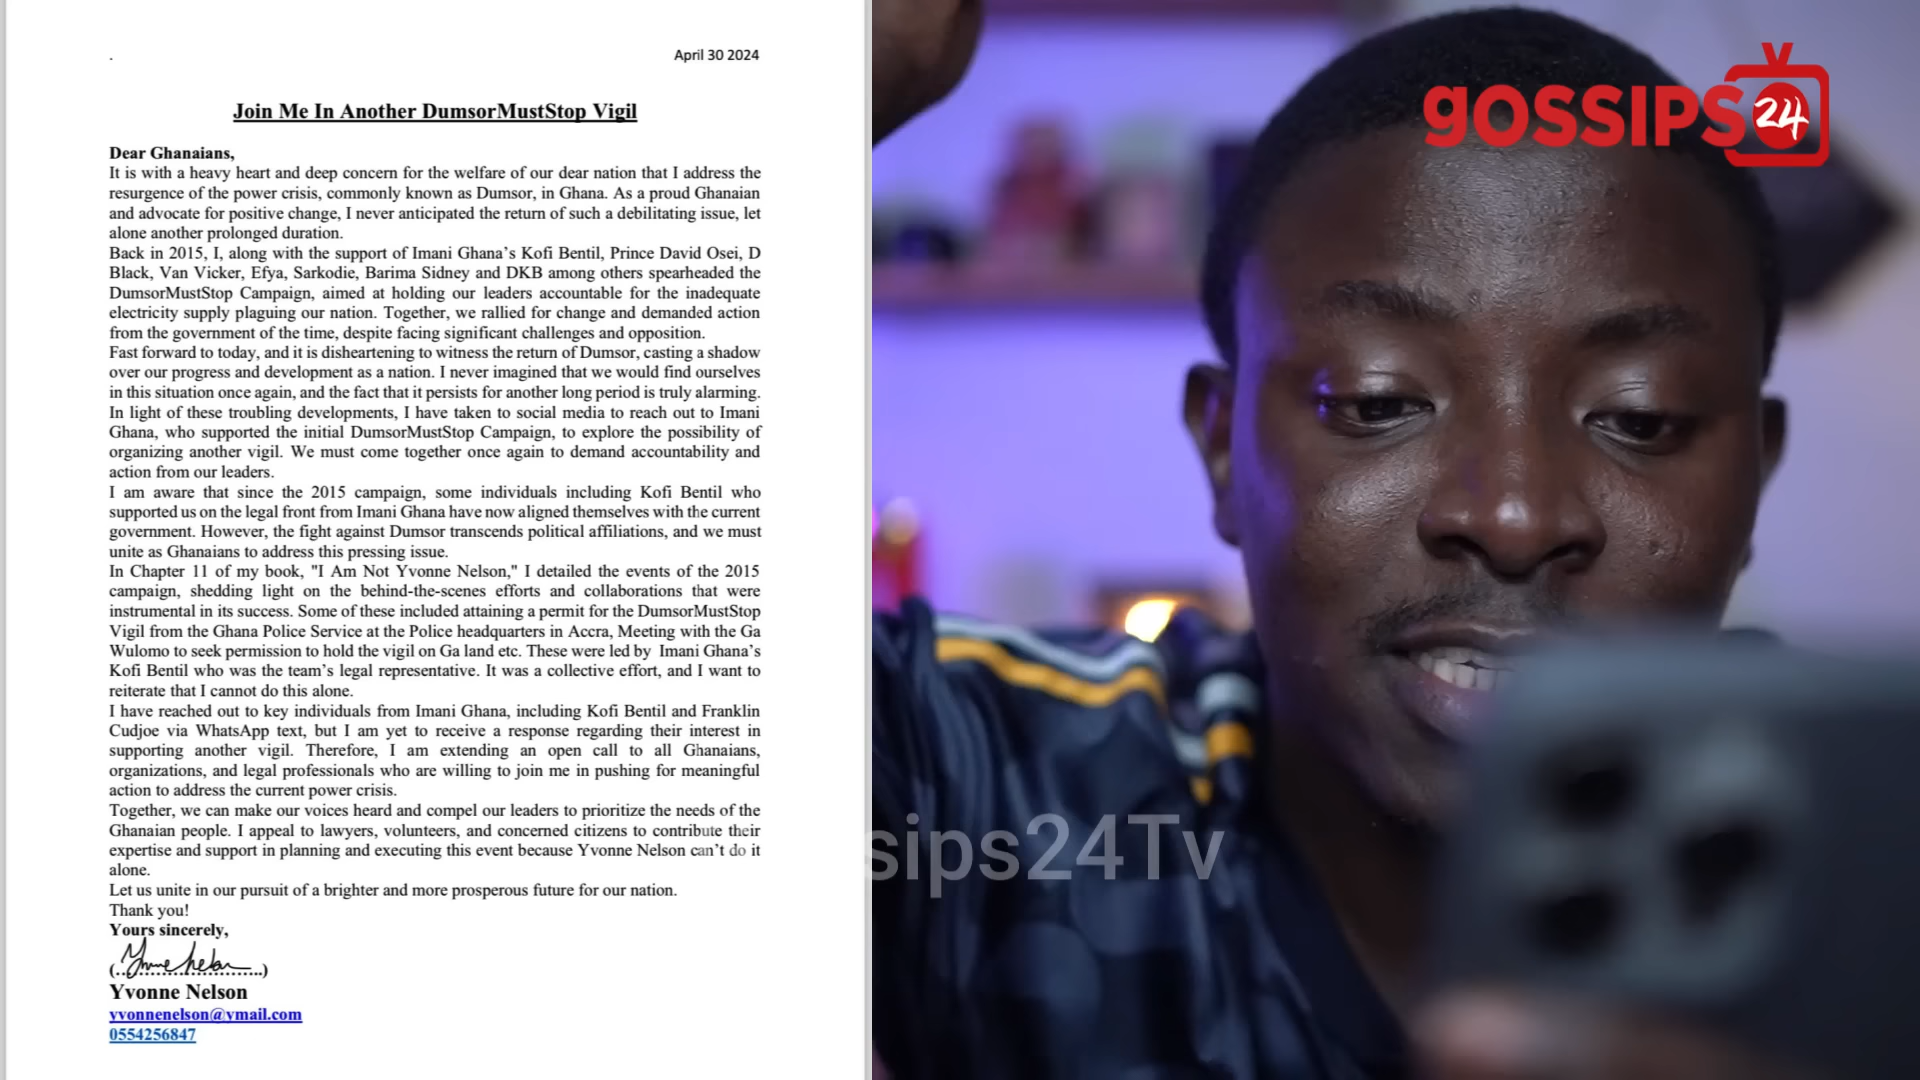 April 30 2024
Join Me In Another DumsorMustStop Vigil
Dear Ghanaians,
It is with a heavy heart and deep concern for the welfare of our dear nation that I address the
resurgence of the power crisis, commonly known as Dumsor, in Ghana. As a proud Ghanaian
and advocate for positive change, I never anticipated the return of such a debilitating issue, let
alone another prolonged duration.
Back in 2015, I, along with the support of Imani Ghana's Kofi Bentil, Prince David Osei, D
Black, Van Vicker, Efya, Sarkodie, Barima Sidney and DKB among others spearheaded the
DumsorMustStop Campaign, aimed at holding our leaders accountable for the inadequate
electricity supply plaguing our nation. Together, we rallied for change and demanded action
from the government of the time, despite facing significant challenges and opposition.
Fast forward to today, and it is disheartening to witness the return of Dumsor, casting a shadow
over our progress and development as a nation. I never imagined that we would find ourselves
in this situation once again, and the fact that it persists for another long period is truly alarming.
In light of these troubling developments, I have taken to social media to reach out to Imani
Ghana, who supported the initial DumsorMustStop Campaign, to explore the possibility of
organizing another vigil. We must come together once again to demand accountability and
action from our leaders.
I am aware that since the 2015 campaign, some individuals including Kofi Bentil who
supported us on the legal front from Imani Ghana have now aligned themselves with the current
government. However, the fight against Dumsor transcends political affiliations, and we must
unite as Ghanaians to address this pressing issue.
In Chapter 11 of my book, "I Am Not Yvonne Nelson," I detailed the events of the 2015
campaign, shedding light on the behind-the-scenes efforts and collaborations that were
instrumental in its success. Some of these included attaining a permit for the DumsorMustStop
Vigil from the Ghana Police Service at the Police headquarters in Accra, Meeting with the Ga
Wulomo to seek permission to hold the vigil on Ga land etc. These were led by Imani Ghana's
Kofi Bentil who was the team's legal representative. It was a collective effort, and I want to
reiterate that I cannot do this alone.
I have reached out to key individuals from Imani Ghana, including Kofi Bentil and Franklin
Cudjoe via WhatsApp text, but I am yet to receive a response regarding their interest in
supporting another vigil. Therefore, I am extending an open call to all Ghanaians,
organizations, and legal professionals who are willing to join me in pushing for meaningful
action to address the current power crisis.
Together, we can make our voices heard and compel our leaders to prioritize the needs of the
Ghanaian people. I appeal to lawyers, volunteers, and concerned citizens to contribute their
expertise and support in planning and executing this event because Yvonne Nelson can't do it
alone.
Let us unite in our pursuit of a brighter and more prosperous future for our nation.
Thank you!
Yours sincerely,
Yvonne Nelson
yvonnenelson@ymail.com
0554256847
gOSSIPS24
sips24Tv